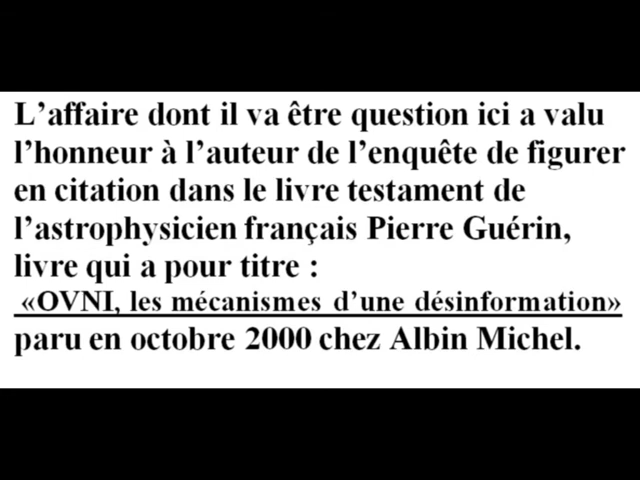 L’affaire dont il va être question ici a valu
l’honneur à l’auteur de l’enquête de figurer
en citation dans le livre testament de
l’astrophysicien français Pierre Guérin,
livre qui a pour titre :
«OVNI, les mécanismes d’une désinformation»
paru en octobre 2000 chez Albin Michel.